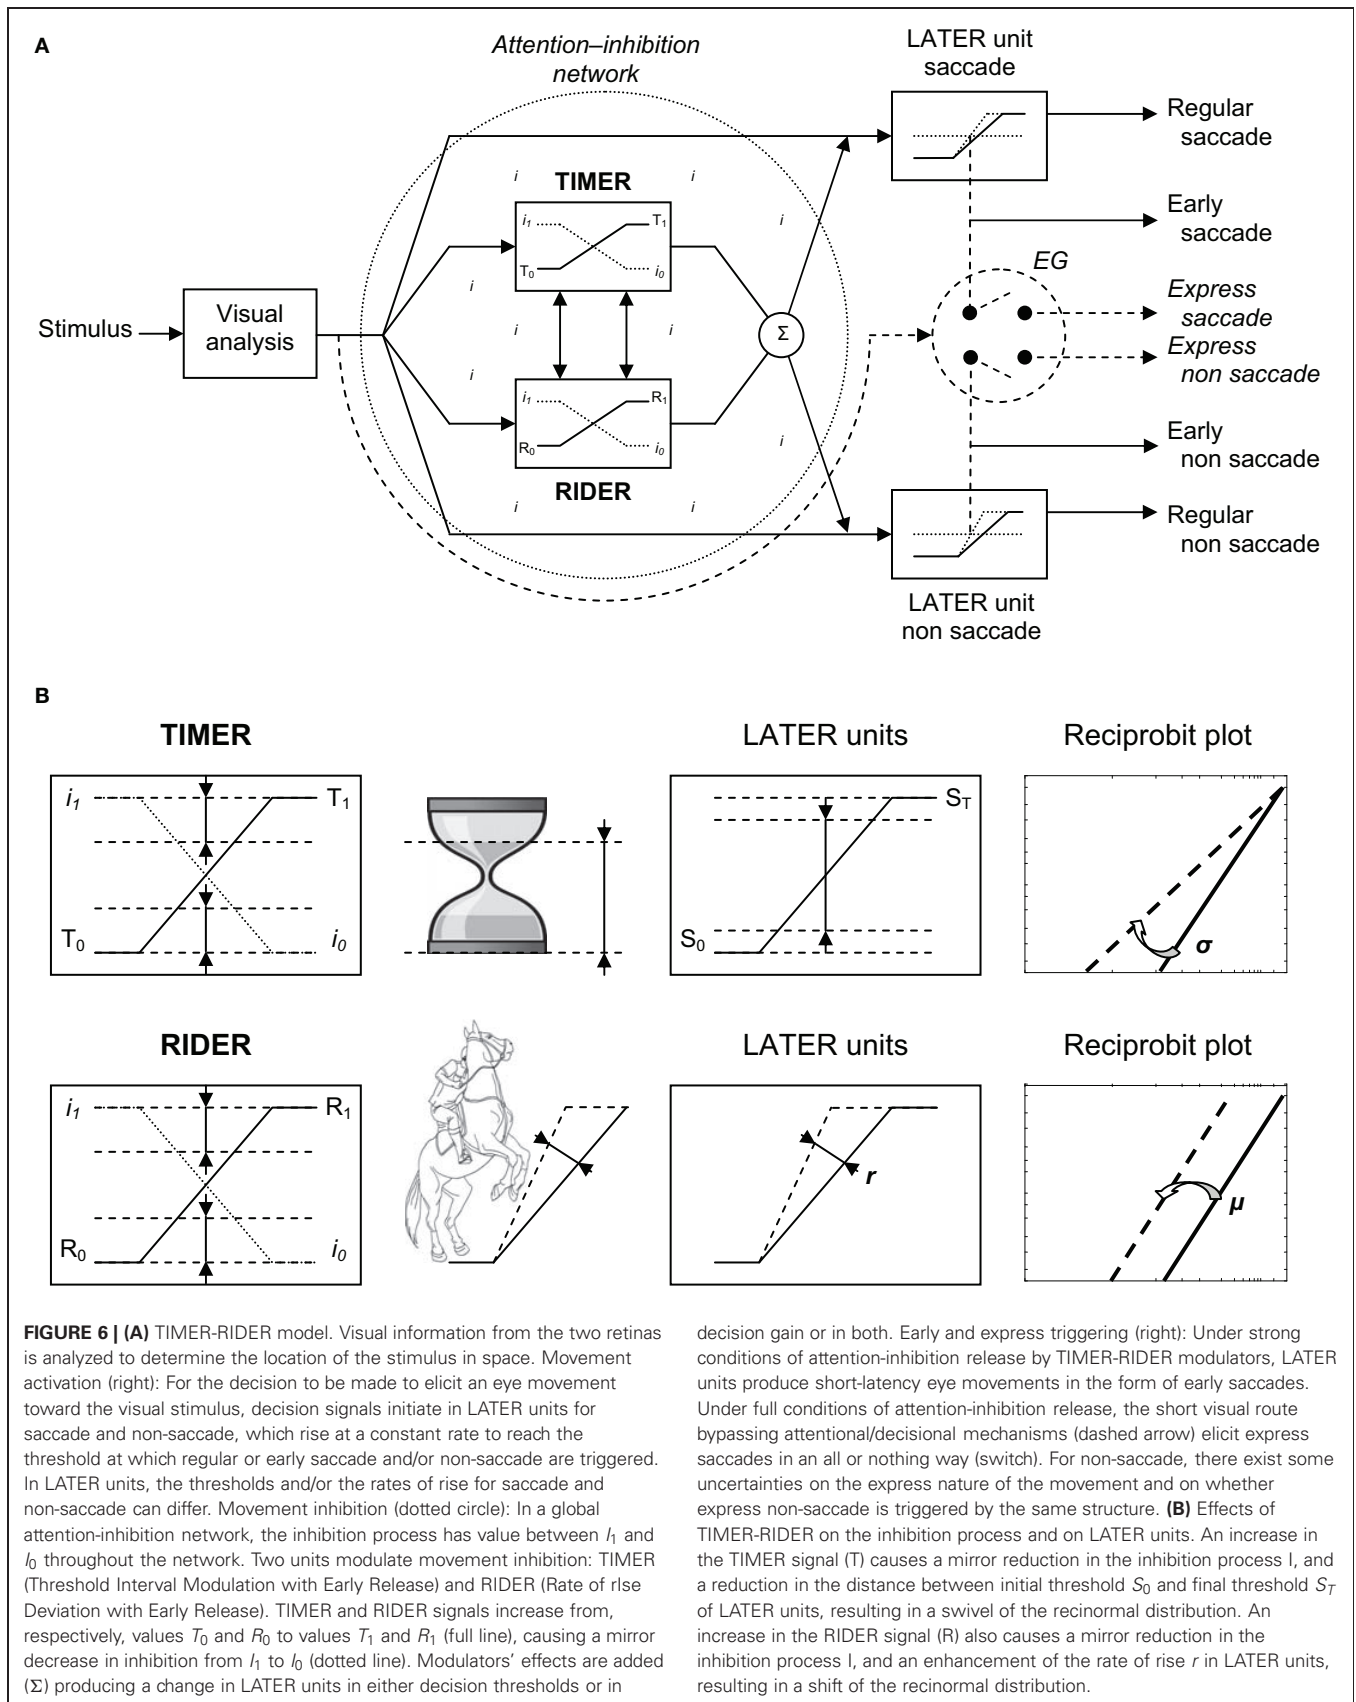 A
Attention–inhibition
network
LATER unit
saccade
Regular
saccade
i i
TIMER
i
i1 T1
T0 i0
Early
saccade
i
EG
Express
saccade
Stimulus
Visual
analysis
i i
Σ
Express
non saccade
i
i1 R1
R0 i0
RIDER
i
Early
non saccade
i i
Regular
non saccade
LATER unit
non saccade
B
TIMER
LATER units
Reciprobit plot
i1 T1
T0 i0
ST
S0
σ
RIDER
LATER units
Reciprobit plot
i1 R1
R0 i0
r
μ
FIGURE 6 | (A) TIMER-RIDER model. Visual information from the two retinas
is analyzed to determine the location of the stimulus in space. Movement
activation (right): For the decision to be made to elicit an eye movement
toward the visual stimulus, decision signals initiate in LATER units for
saccade and non-saccade, which rise at a constant rate to reach the
threshold at which regular or early saccade and/or non-saccade are triggered.
In LATER units, the thresholds and/or the rates of rise for saccade and
non-saccade can differ. Movement inhibition (dotted circle): In a global
attention-inhibition network, the inhibition process has value between I1 and
I0 throughout the network. Two units modulate movement inhibition: TIMER
(Threshold Interval Modulation with Early Release) and RIDER (Rate of rIse
Deviation with Early Release). TIMER and RIDER signals increase from,
respectively, values T0 and R0 to values T1 and R1 (full line), causing a mirror
decrease in inhibition from I1 to I0 (dotted line). Modulators’ effects are added
(Σ) producing a change in LATER units in either decision thresholds or in
decision gain or in both. Early and express triggering (right): Under strong
conditions of attention-inhibition release by TIMER-RIDER modulators, LATER
units produce short-latency eye movements in the form of early saccades.
Under full conditions of attention-inhibition release, the short visual route
bypassing attentional/decisional mechanisms (dashed arrow) elicit express
saccades in an all or nothing way (switch). For non-saccade, there exist some
uncertainties on the express nature of the movement and on whether
express non-saccade is triggered by the same structure. (B) Effects of
TIMER-RIDER on the inhibition process and on LATER units. An increase in
the TIMER signal (T) causes a mirror reduction in the inhibition process I, and
a reduction in the distance between initial threshold S0 and final threshold ST
of LATER units, resulting in a swivel of the recinormal distribution. An
increase in the RIDER signal (R) also causes a mirror reduction in the
inhibition process I, and an enhancement of the rate of rise r in LATER units,
resulting in a shift of the recinormal distribution.